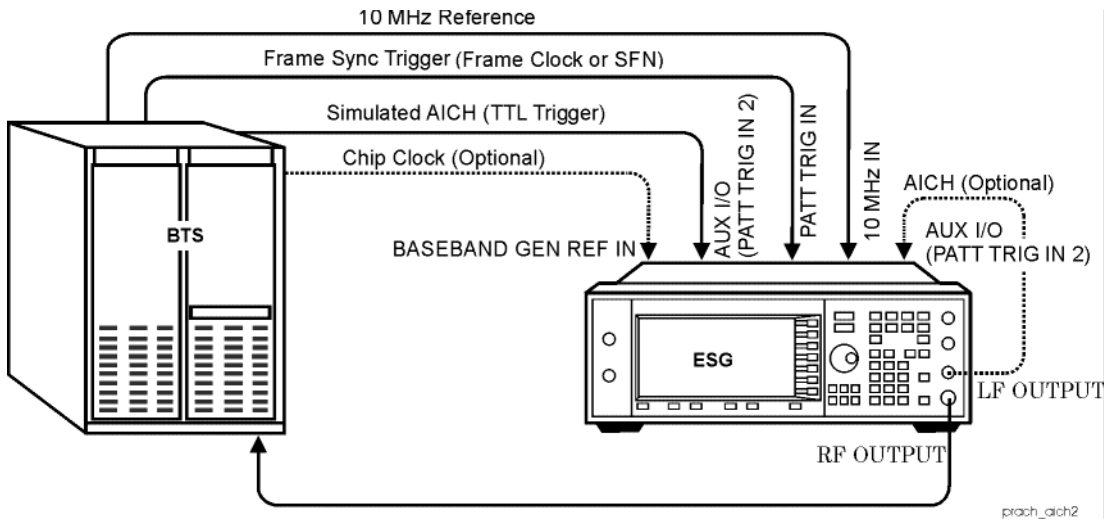 10 MHz Reference
Frame Sync Trigger (Frame Clock or SFN)
Simulated AICH (TTL Trigger)
Chip Clock (Optional)
BASEBAND GEN REF IN
AUX I/O
(PATT TRIG IN 2)
PATT TRIG IN
10 MHz IN
AICH (Optional)
AUX I/O
(PATT TRIG IN 2)
BTS
ESG
LF OUTPUT
RF OUTPUT
prach_aich2